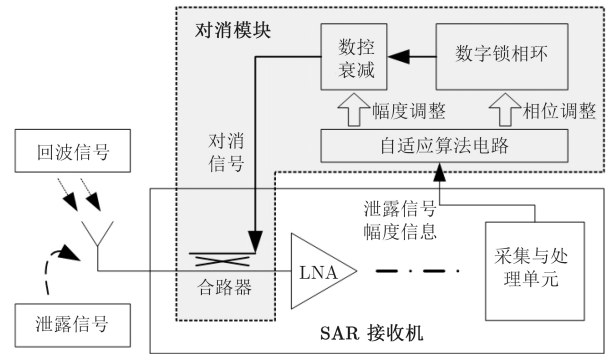 对消模块
数控
衰减
数字锁相环
幅度调整
相位调整
回波信号
对消
信号
自适应算法电路
泄露信号
幅度信息
采集与处
理单元
LNA
合路器
泄露信号
SAR 接收机